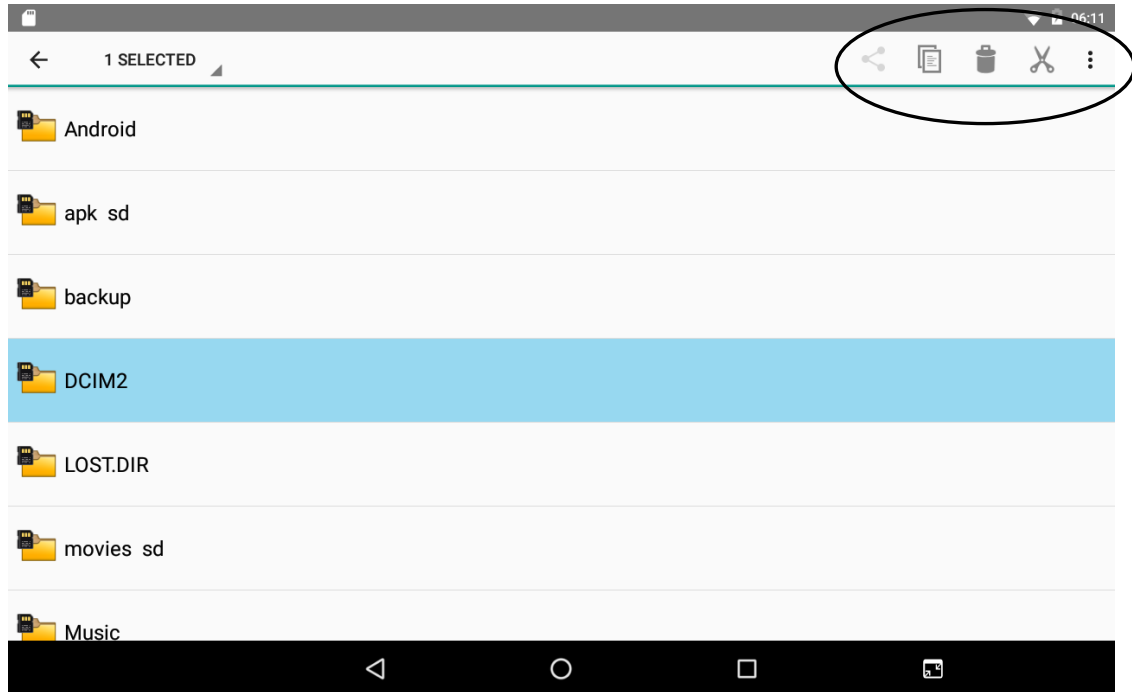 06:11
1 SELECTED
Android
apk sd
backup
DCIM2
LOST.DIR
movies sd
Music